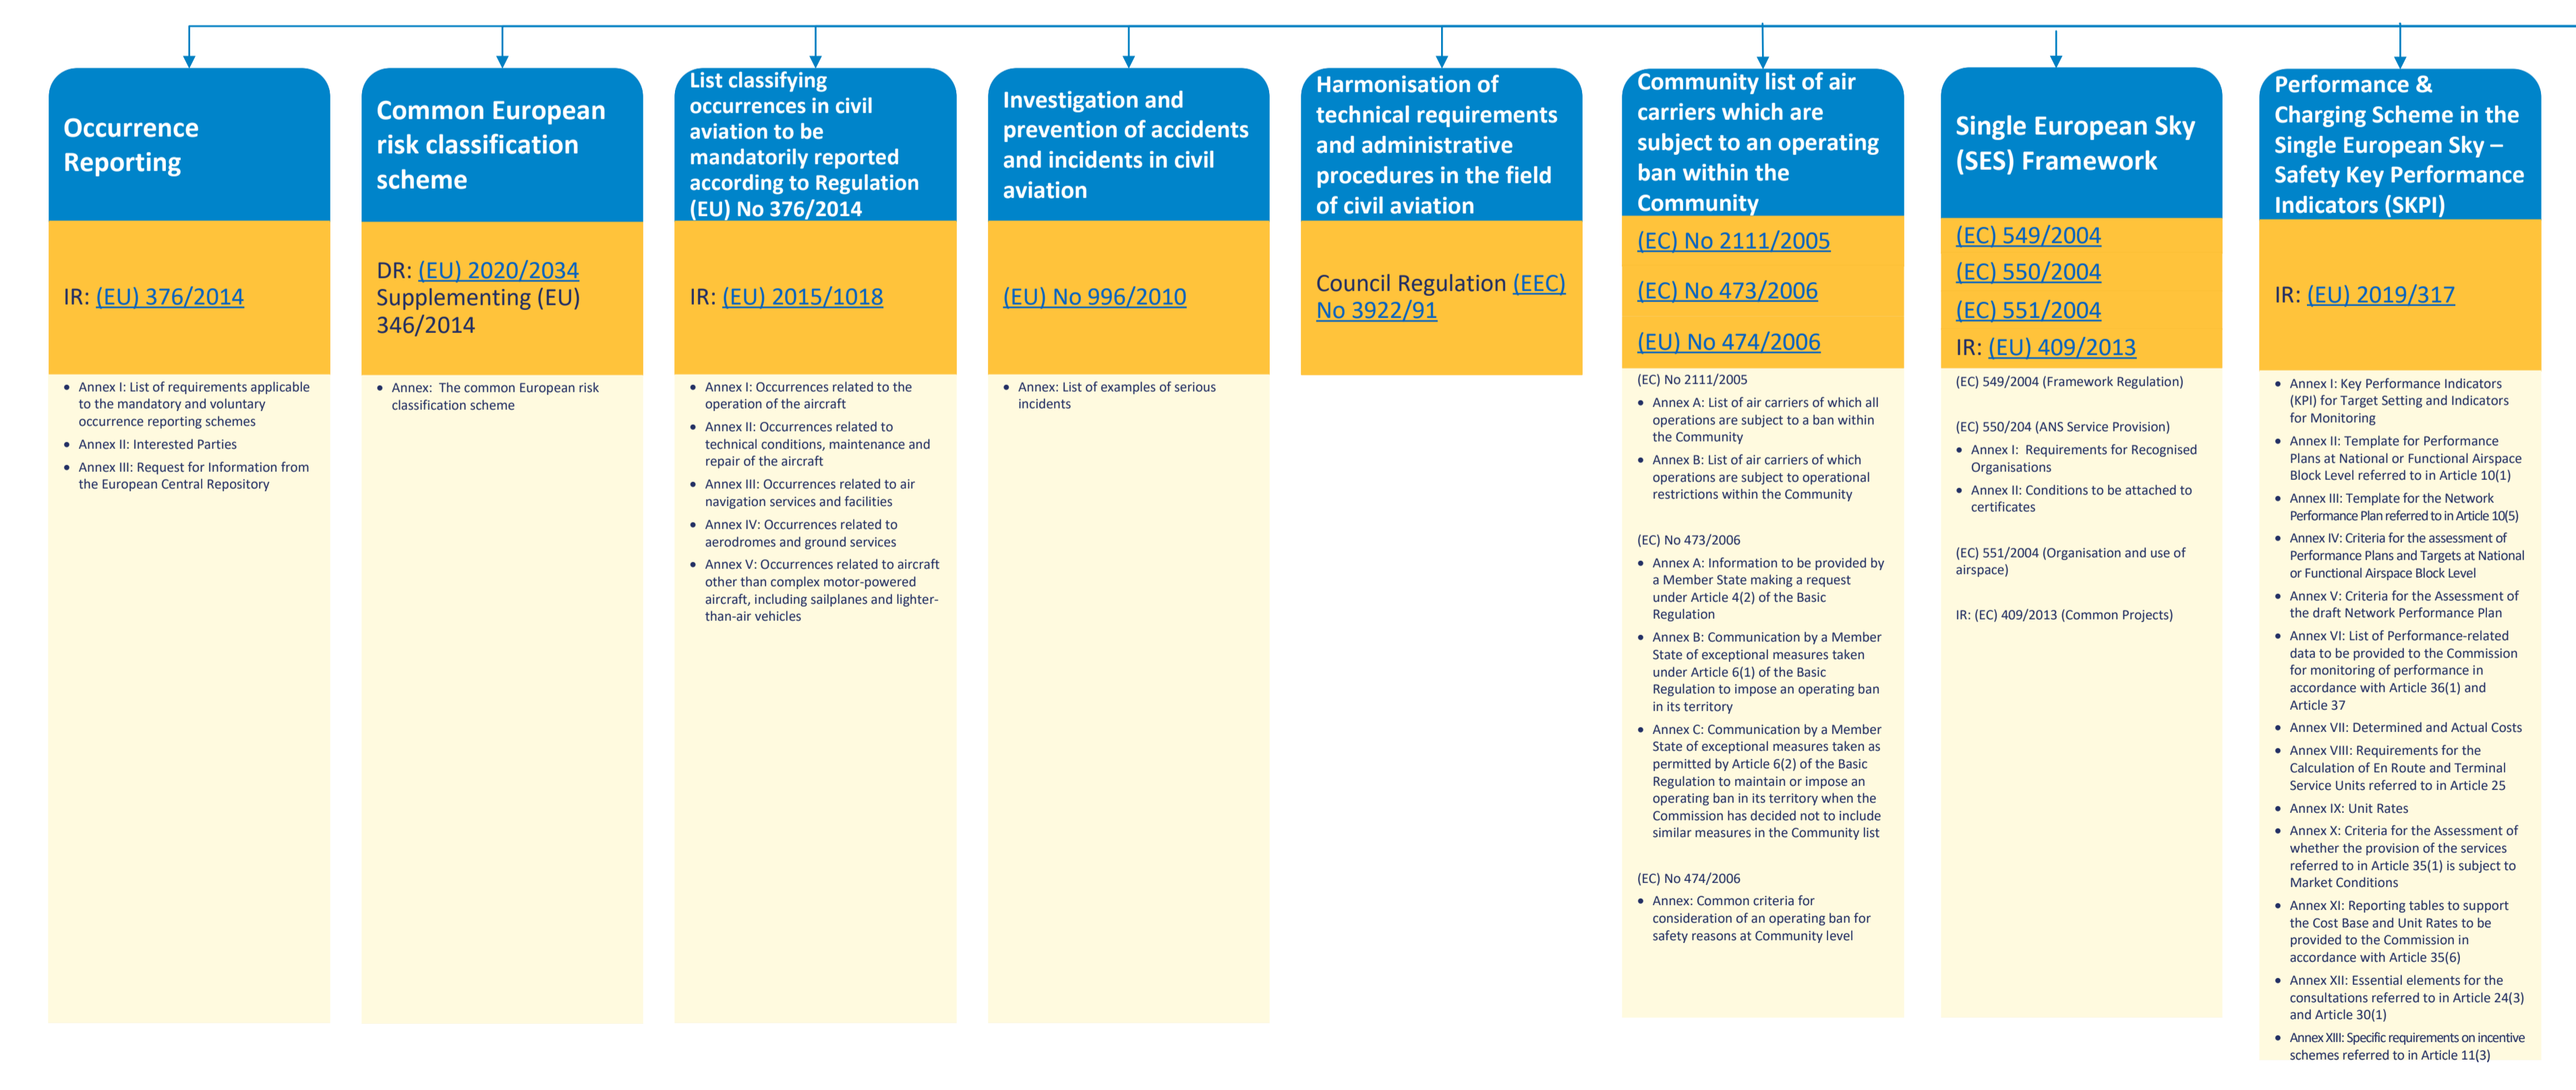 Occurrence
Reporting
IR: (EU) 376/2014
• Annex I: List of requirements applicable
to the mandatory and voluntary
occurrence reporting schemes
• Annex II: Interested Parties
• Annex III: Request for Information from
the European Central Repository
Common European
risk classification
scheme
DR: (EU) 2020/2034
Supplementing (EU)
346/2014
• Annex: The common European risk
classification scheme
List classifying
occurrences in civil
aviation to be
mandatorily reported
according to Regulation
(EU) No 376/2014
IR: (EU) 2015/1018
• Annex I: Occurrences related to the
operation of the aircraft
• Annex II: Occurrences related to
technical conditions, maintenance and
repair of the aircraft
• Annex III: Occurrences related to air
navigation services and facilities
• Annex IV: Occurrences related to
aerodromes and ground services
• Annex V: Occurrences related to aircraft
other than complex motor-powered
aircraft, including sailplanes and lighter-
than-air vehicles
Investigation and
prevention of accidents
and incidents in civil
aviation
(EU) No 996/2010
• Annex: List of examples of serious
incidents
Harmonisation of
technical requirements
and administrative
procedures in the field
of civil aviation
Council Regulation (EEC)
No 3922/91
Community list of air
carriers which are
subject to an operating
ban within the
Community
(EC) No 2111/2005
(EC) No 473/2006
(EU) No 474/2006
(EC) No 2111/2005
• Annex A: List of air carriers of which all
operations are subject to a ban within
the Community
• Annex B: List of air carriers of which
operations are subject to operational
restrictions within the Community
(EC) No 473/2006
• Annex A: Information to be provided by
a Member State making a request
under Article 4(2) of the Basic
Regulation
• Annex B: Communication by a Member
State of exceptional measures taken
under Article 6(1) of the Basic
Regulation to impose an operating ban
in its territory
• Annex C: Communication by a Member
State of exceptional measures taken as
permitted by Article 6(2) of the Basic
Regulation to maintain or impose an
operating ban in its territory when the
Commission has decided not to include
similar measures in the Community list
(EC) No 474/2006
• Annex: Common criteria for
consideration of an operating ban for
safety reasons at Community level
Single European Sky
(SES) Framework
(EC) 549/2004
(EC) 550/2004
(EC) 551/2004
IR: (EU) 409/2013
(EC) 549/2004 (Framework Regulation)
(EC) 550/204 (ANS Service Provision)
• Annex I: Requirements for Recognised
Organisations
• Annex II: Conditions to be attached to
certificates
(EC) 551/2004 (Organisation and use of
airspace)
IR: (EC) 409/2013 (Common Projects)
Performance &
Charging Scheme in the
Single European Sky –
Safety Key Performance
Indicators (SKPI)
IR: (EU) 2019/317
• Annex I: Key Performance Indicators
(KPI) for Target Setting and Indicators
for Monitoring
• Annex II: Template for Performance
Plans at National or Functional Airspace
Block Level referred to in Article 10(1)
• Annex III: Template for the Network
Performance Plan referred to in Article 10(5)
• Annex IV: Criteria for the assessment of
Performance Plans and Targets at National
or Functional Airspace Block Level
• Annex V: Criteria for the Assessment of
the draft Network Performance Plan
• Annex VI: List of Performance-related
data to be provided to the Commission
for monitoring of performance in
accordance with Article 36(1) and
Article 37
• Annex VII: Determined and Actual Costs
• Annex VIII: Requirements for the
Calculation of En Route and Terminal
Service Units referred to in Article 25
• Annex IX: Unit Rates
• Annex X: Criteria for the Assessment of
whether the provision of the services
referred to in Article 35(1) is subject to
Market Conditions
• Annex XI: Reporting tables to support
the Cost Base and Unit Rates to be
provided to the Commission in
accordance with Article 35(6)
• Annex XII: Essential elements for the
consultations referred to in Article 24(3)
and Article 30(1)
• Annex XIII: Specific requirements on incentive
schemes referred to in Article 11(3)